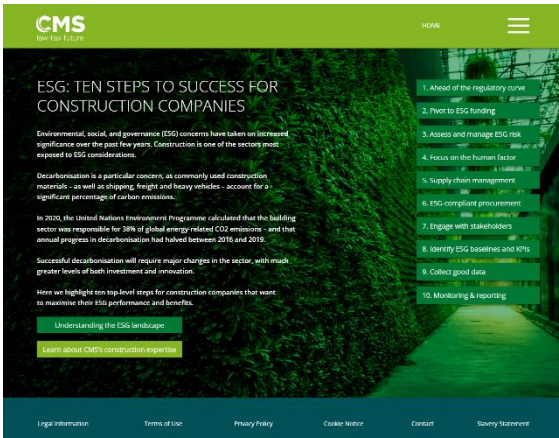 CMS
law·tax·future
HOME
ESG: TEN STEPS TO SUCCESS FOR
CONSTRUCTION COMPANIES
Environmental, social, and governance (ESG) concerns have taken on increased
significance over the past few years. Construction is one of the sectors most
exposed to ESG considerations.
Decarbonisation is a particular concern, as commonly used construction
materials – as well as shipping, freight and heavy vehicles – account for a
significant percentage of carbon emissions.
In 2020, the United Nations Environment Programme calculated that the building
sector was responsible for 38% of global energy-related CO2 emissions – and that
annual progress in decarbonisation had halved between 2016 and 2019.
Successful decarbonisation will require major changes in the sector, with much
greater levels of both investment and innovation.
Here we highlight ten top-level steps for construction companies that want
to maximise their ESG performance and benefits.
Understanding the ESG landscape
Learn about CMS's construction expertise
1. Ahead of the regulatory curve
2. Pivot to ESG funding
3. Assess and manage ESG risk
4. Focus on the human factor
5. Supply chain management
6. ESG-compliant procurement
7. Engage with stakeholders
8. Identify ESG baselines and KPIs
9. Collect good data
10. Monitoring & reporting
Legal Information
Terms of Use
Privacy Policy
Cookie Notice
Contact
Slavery Statement